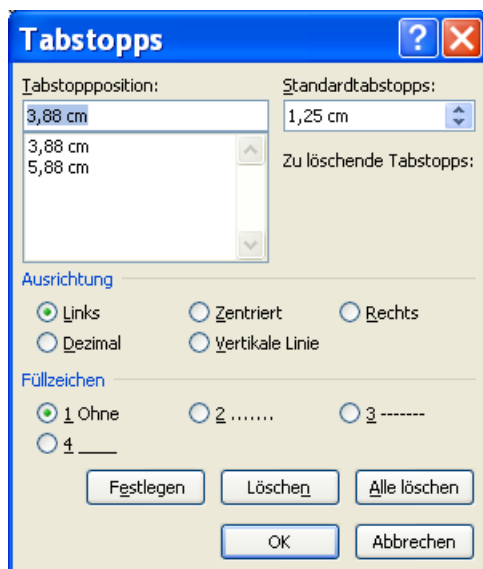 Tabstopps
Tabstoppposition: Standardtabstopps:
3,88 cm 1,25 cm
3,88 cm
5,88 cm
Zu löschende Tabstopps:
Ausrichtung
Links Zentriert Rechts
Dezimal Vertikale Linie
Füllzeichen
1 Ohne 2 ....... 3 -------
4 ____
Festlegen Löschen Alle löschen
OK Abbrechen